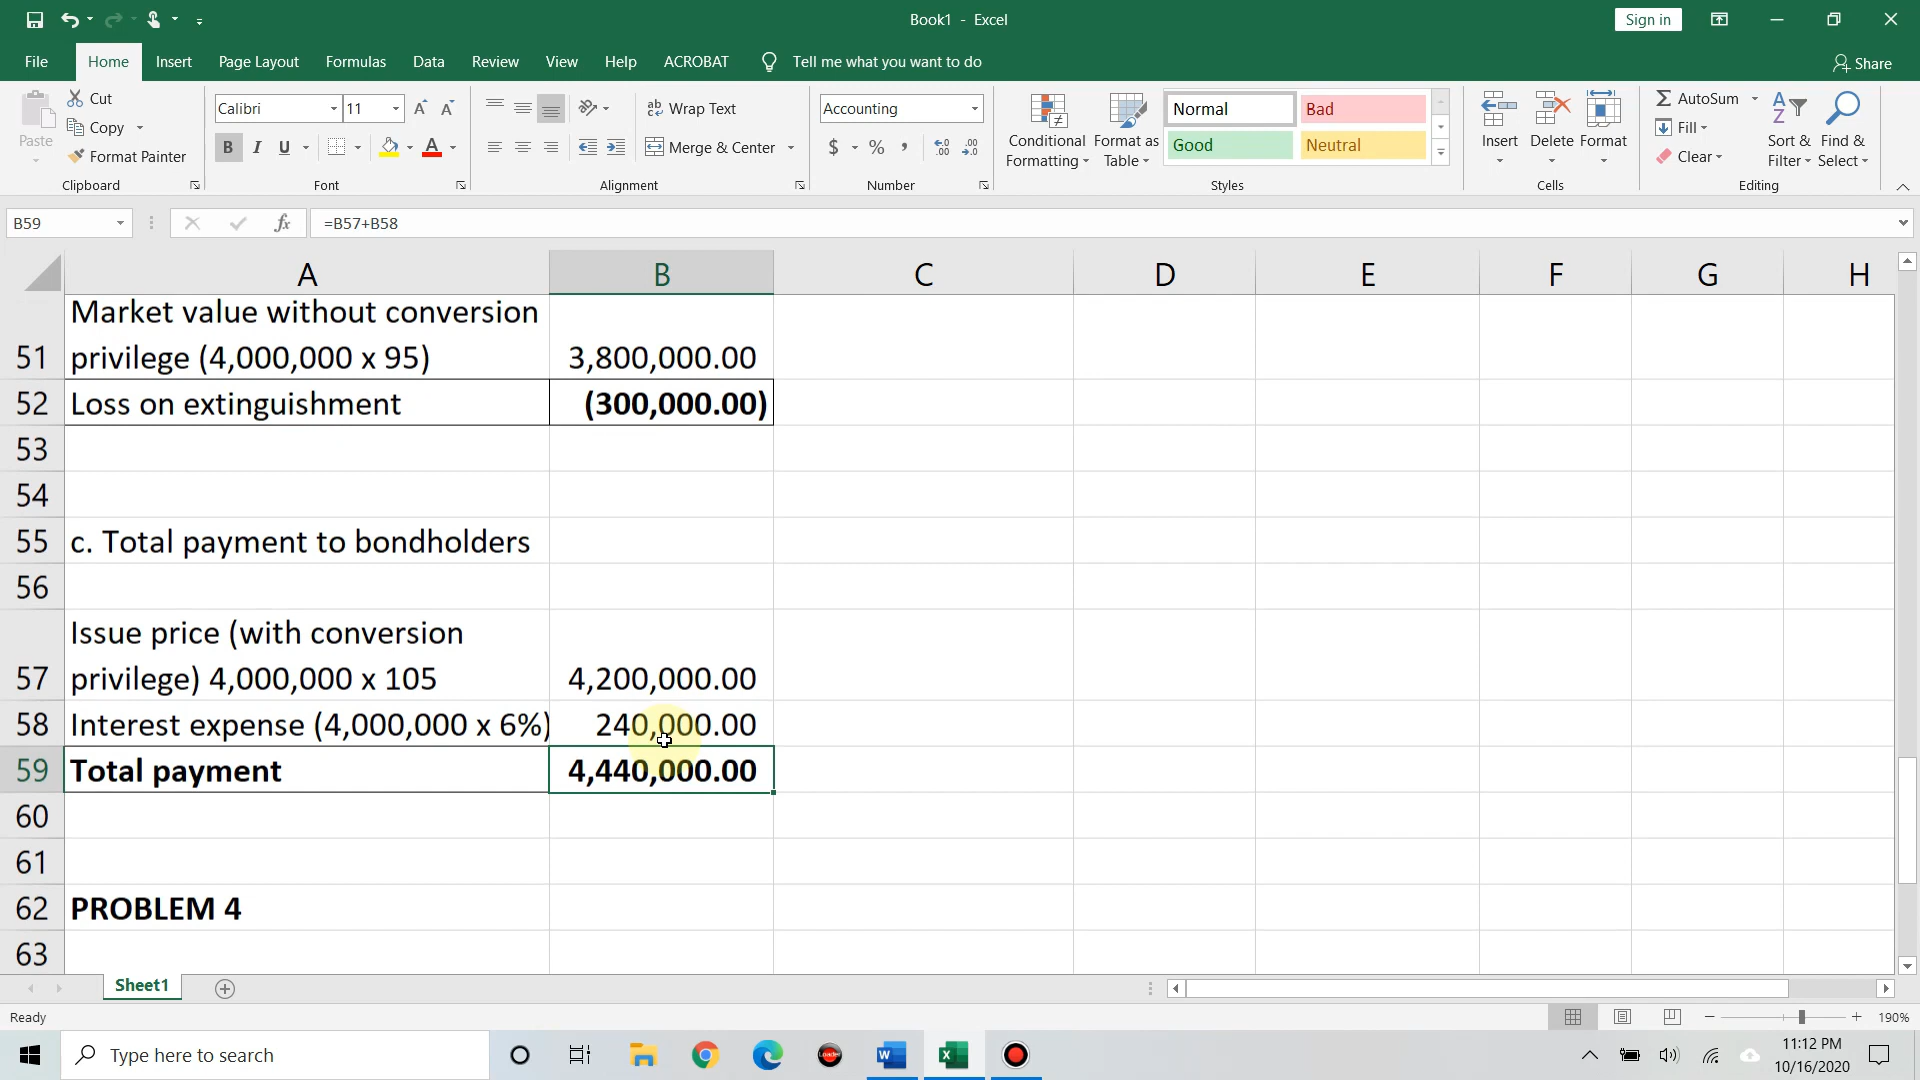 Book1 - Excel
Sign in
File
Home
Insert
Page Layout
Formulas
Data
Review
View
Help
ACROBAT
Tell me what you want to do
Share
Paste
Cut
Copy
Format Painter
Clipboard
Calibri
11
B I U
A
Font
Wrap Text
Merge & Center
Alignment
Accounting
$ % ,
Number
Conditional
Formatting
Format as
Table
Normal
Bad
Good
Neutral
Styles
Insert
Delete
Format
Cells
AutoSum
Fill
Clear
Sort &
Filter
Find &
Select
Editing
B59
fx
=B57+B58
A B C D E F G H
Market value without conversion
51 privilege (4,000,000 x 95) 3,800,000.00
52 Loss on extinguishment (300,000.00)
53
54
55 c. Total payment to bondholders
56
Issue price (with conversion
57 privilege) 4,000,000 x 105 4,200,000.00
58 Interest expense (4,000,000 x 6%) 240,000.00
59 Total payment 4,440,000.00
60
61
62 PROBLEM 4
63
Sheet1
Ready
190%
Type here to search
Loader
11:12 PM
10/16/2020